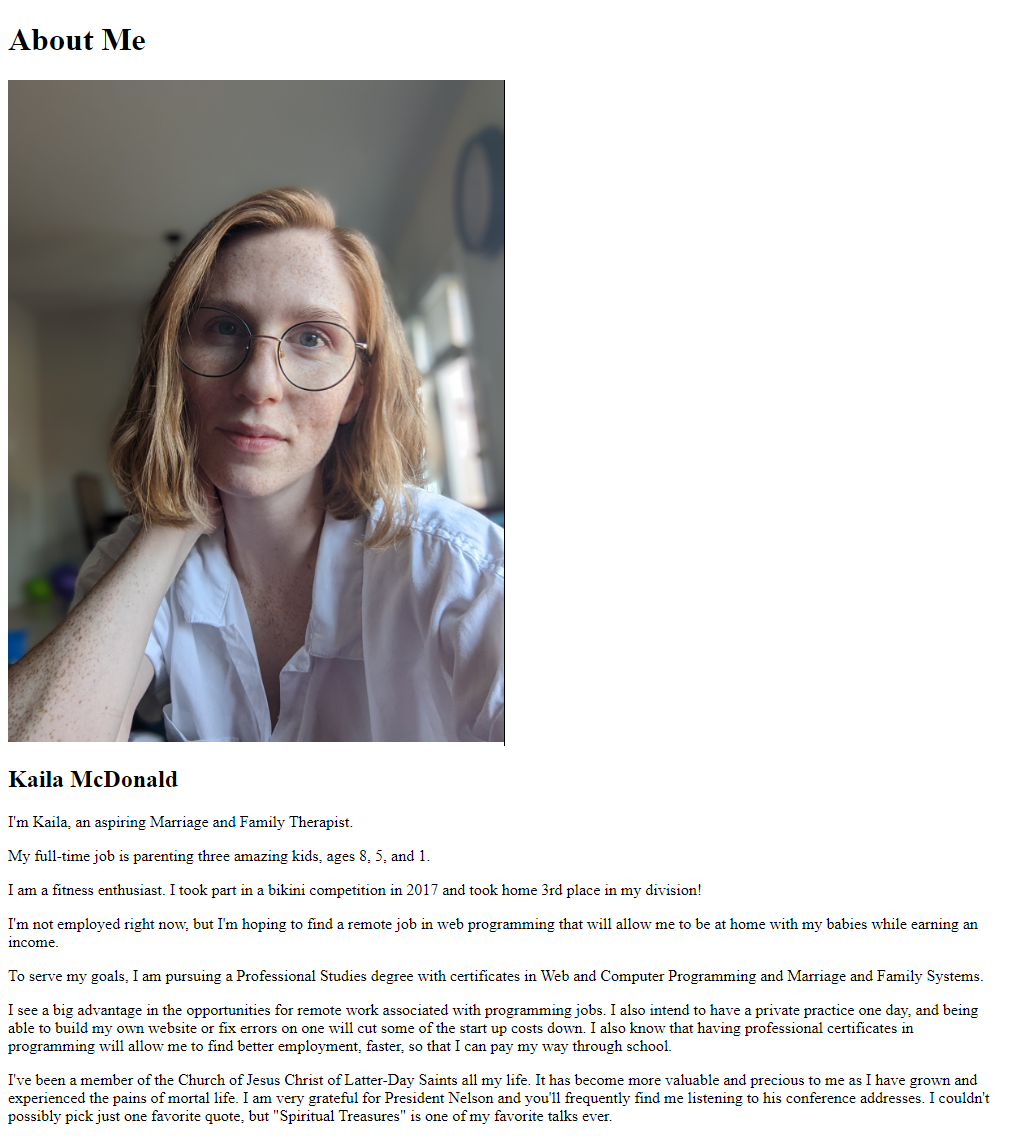 About Me
Kaila McDonald
I'm Kaila, an aspiring Marriage and Family Therapist.
My full-time job is parenting three amazing kids, ages 8, 5, and 1.
I am a fitness enthusiast. I took part in a bikini competition in 2017 and took home 3rd place in my division!
I'm not employed right now, but I'm hoping to find a remote job in web programming that will allow me to be at home with my babies while earning an
income.
To serve my goals, I am pursuing a Professional Studies degree with certificates in Web and Computer Programming and Marriage and Family Systems.
I see a big advantage in the opportunities for remote work associated with programming jobs. I also intend to have a private practice one day, and being
able to build my own website or fix errors on one will cut some of the start up costs down. I also know that having professional certificates in
programming will allow me to find better employment, faster, so that I can pay my way through school.
I've been a member of the Church of Jesus Christ of Latter-Day Saints all my life. It has become more valuable and precious to me as I have grown and
experienced the pains of mortal life. I am very grateful for President Nelson and you'll frequently find me listening to his conference addresses. I couldn't
possibly pick just one favorite quote, but "Spiritual Treasures" is one of my favorite talks ever.